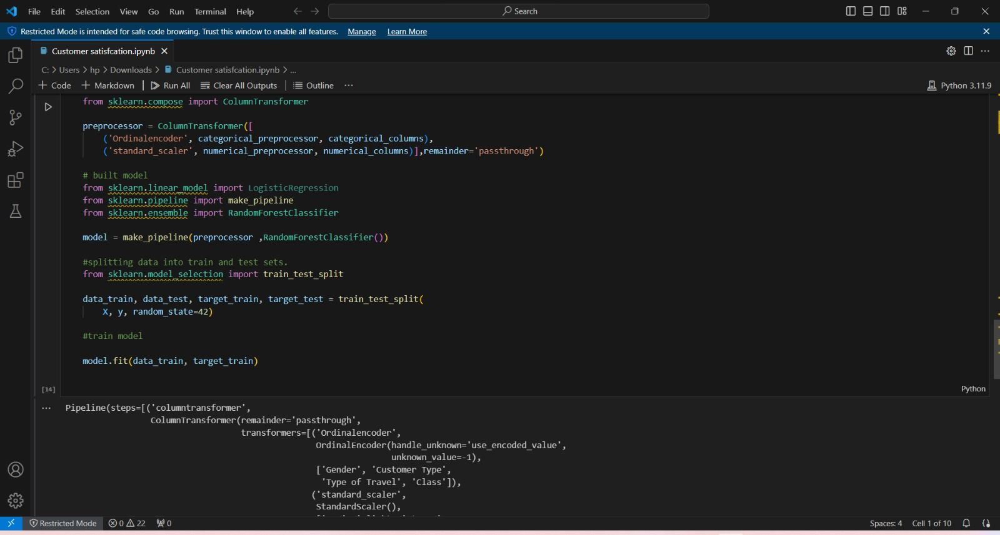 File Edit Selection View Go Run Terminal Help Search
Restricted Mode is intended for safe code browsing. Trust this window to enable all features. Manage Learn More
Customer satisfcation.ipynb
C: > Users > hp > Downloads > Customer satisfcation.ipynb > ...
+ Code + Markdown | Run All Clear All Outputs | Outline ... Python 3.11.9
from sklearn.compose import ColumnTransformer
preprocessor = ColumnTransformer([
    ('Ordinalencoder', categorical_preprocessor, categorical_columns),
    ('standard_scaler', numerical_preprocessor, numerical_columns)],remainder='passthrough')
# built model
from sklearn.linear_model import LogisticRegression
from sklearn.pipeline import make_pipeline
from sklearn.ensemble import RandomForestClassifier
model = make_pipeline(preprocessor ,RandomForestClassifier())
#splitting data into train and test sets.
from sklearn.model_selection import train_test_split
data_train, data_test, target_train, target_test = train_test_split(
    X, y, random_state=42)
#train model
model.fit(data_train, target_train)
[14] Python
... Pipeline(steps=[('columntransformer',
ColumnTransformer(remainder='passthrough',
transformers=[('Ordinalencoder',
OrdinalEncoder(handle_unknown='use_encoded_value',
unknown_value=-1),
['Gender', 'Customer Type',
'Type of Travel', 'Class']),
('standard_scaler',
StandardScaler(),
Restricted Mode 0 22 0 Spaces: 4 Cell 1 of 10